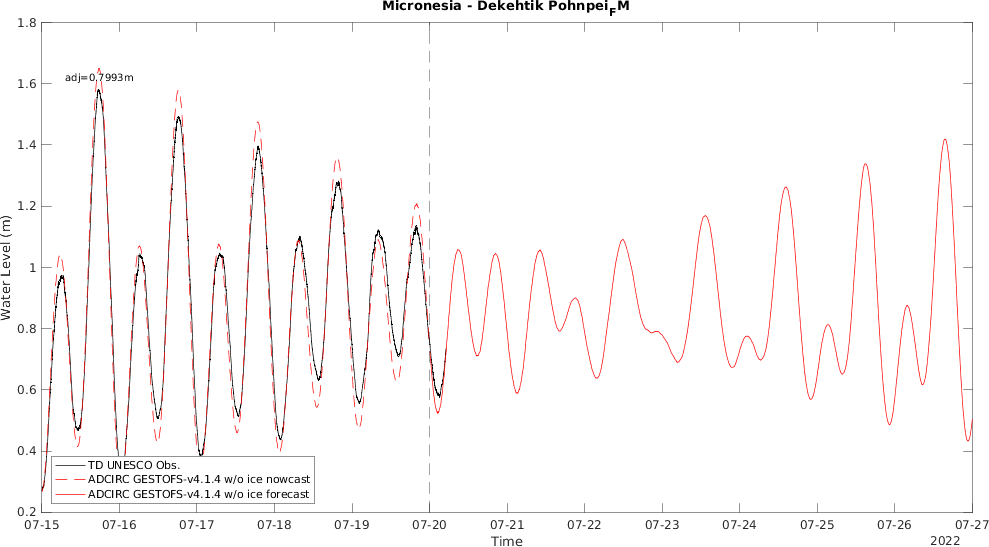 Micronesia - Dekehtik Pohnpei_FM
1.8
adj=0.7993m
1.6
1.4
1.2
1
0.8
0.6
0.4
0.2
Water Level (m)
TD UNESCO Obs.
ADCIRC GESTOFS-v4.1.4 w/o ice nowcast
ADCIRC GESTOFS-v4.1.4 w/o ice forecast
07-15 07-16 07-17 07-18 07-19 07-20 07-21 07-22 07-23 07-24 07-25 07-26 07-27
Time
2022